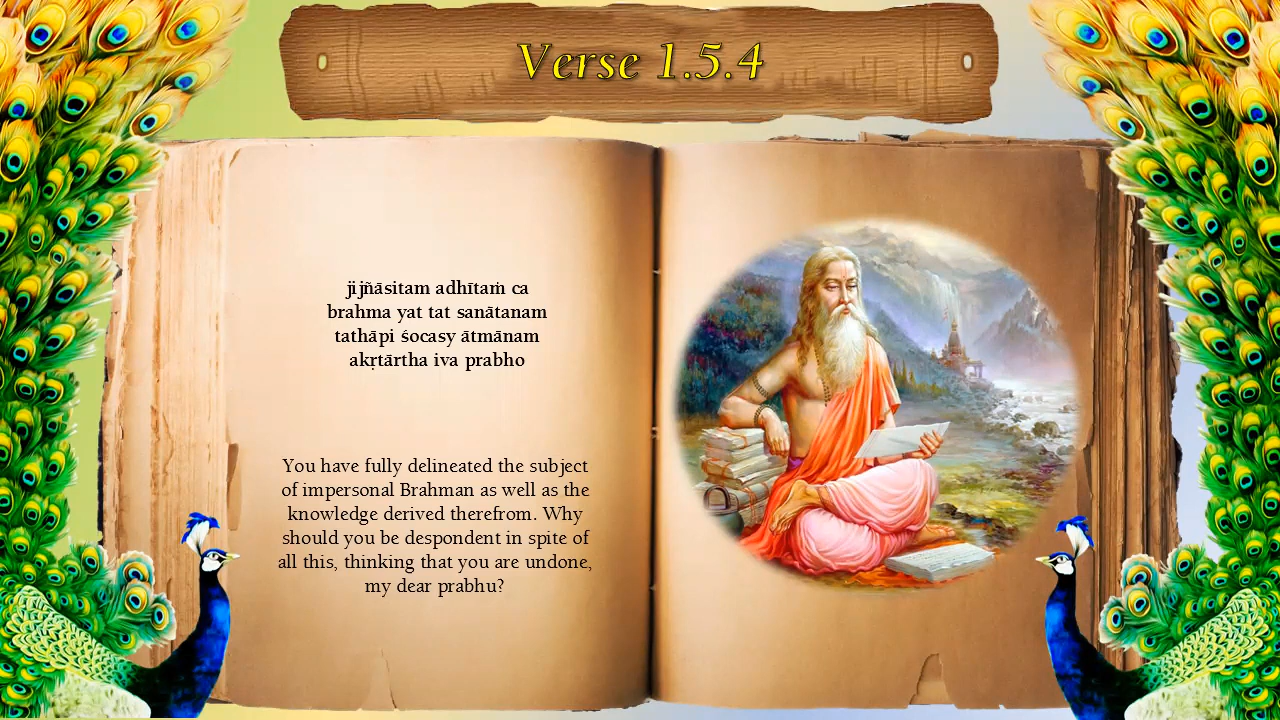 Verse 1.5.4
jijñāsitam adhītaṁ ca
brahma yat tat sanātanam
tathāpi śocasy ātmānam
akṛtārtha iva prabho
You have fully delineated the subject
of impersonal Brahman as well as the
knowledge derived therefrom. Why
should you be despondent in spite of
all this, thinking that you are undone,
my dear prabhu?